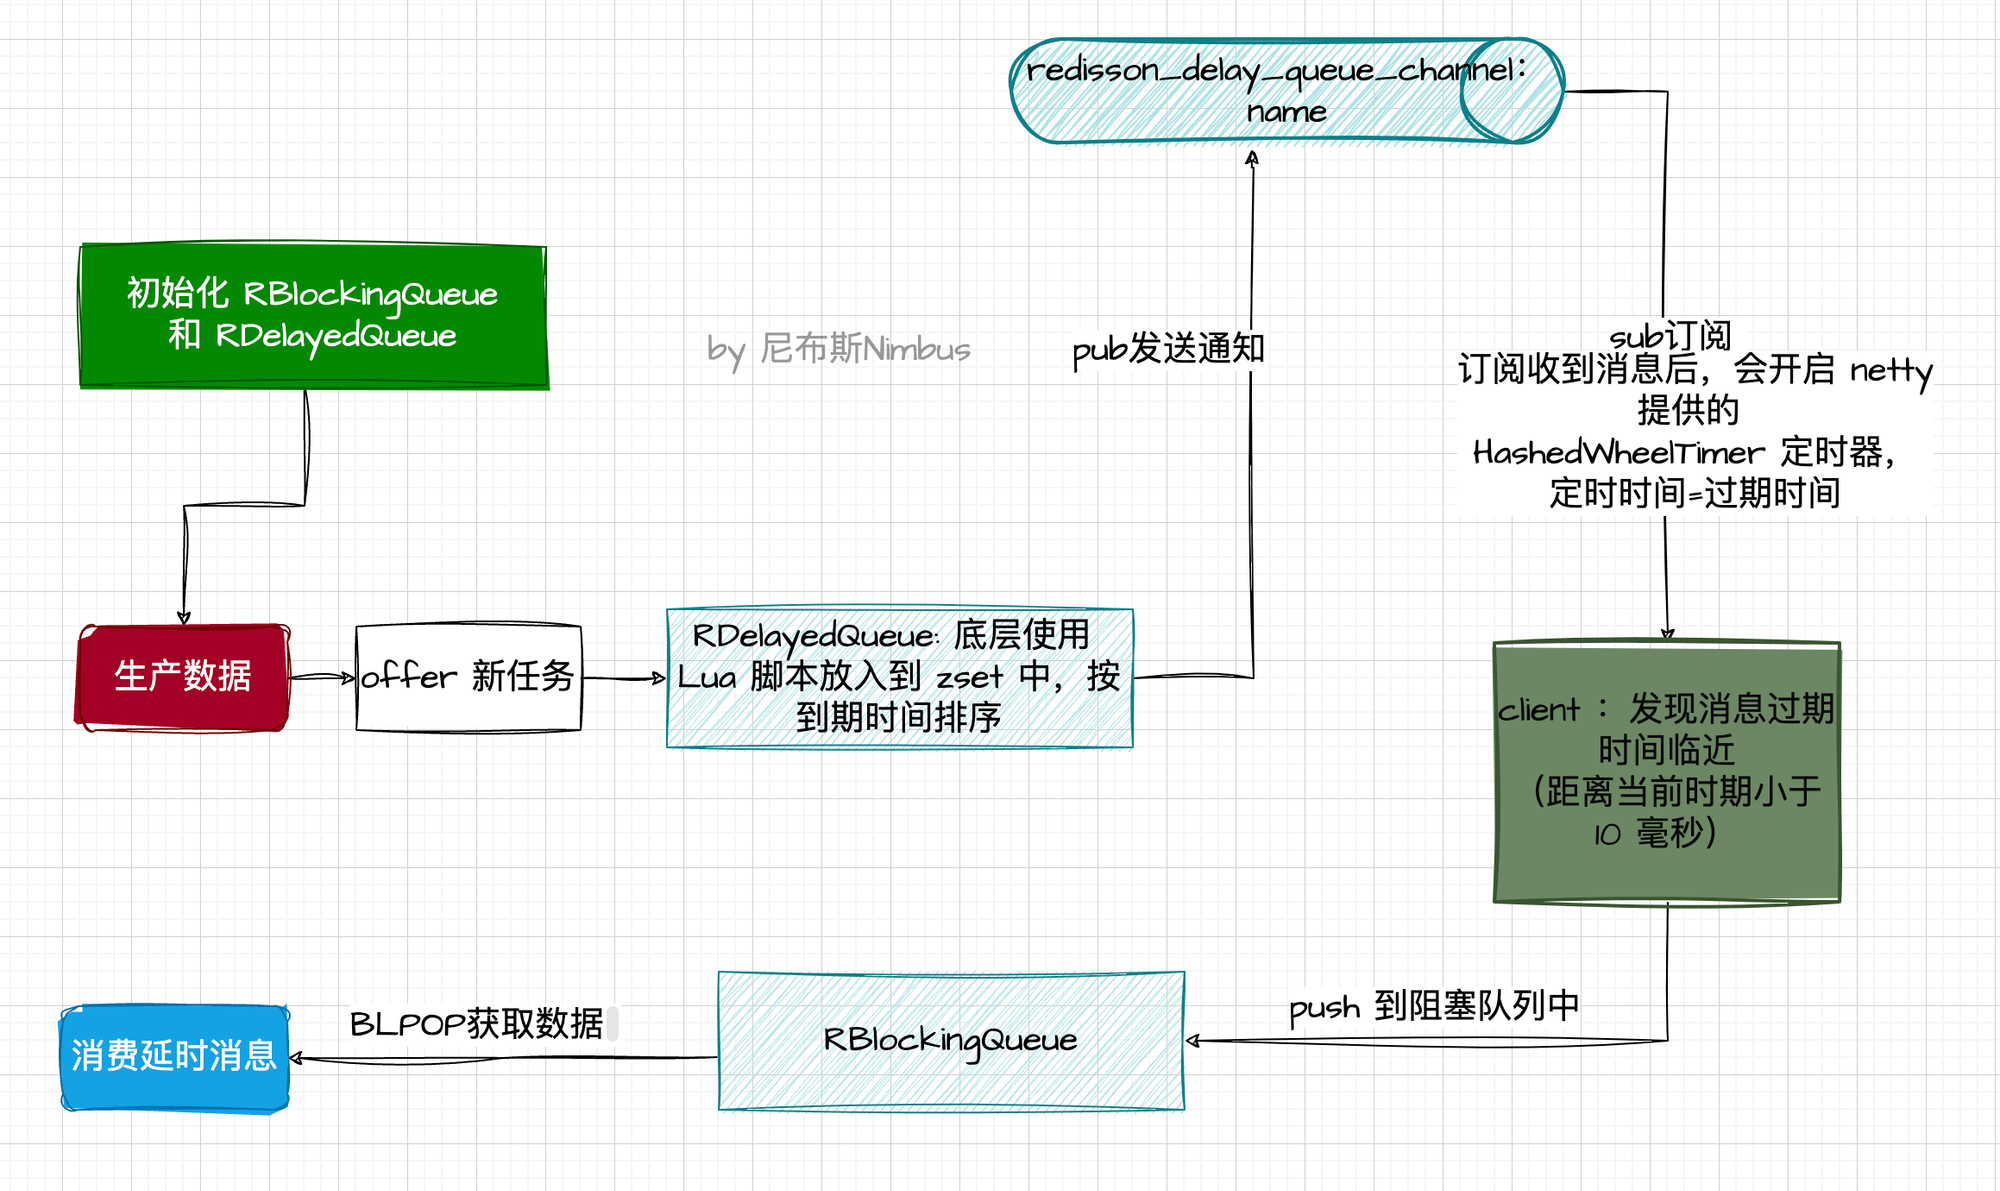 redisson_delay_queue_channel：
name
初始化 RBlockingQueue
和 RDelayedQueue
by 尼布斯Nimbus
pub发送通知
sub订阅
订阅收到消息后，会开启 netty
提供的
HashedWheelTimer 定时器，
定时时间=过期时间
生产数据
offer 新任务
RDelayedQueue: 底层使用
Lua 脚本放入到 zset 中，按
到期时间排序
client ：发现消息过期
时间临近
（距离当前时期小于
10 毫秒）
push 到阻塞队列中
RBlockingQueue
BLPOP获取数据
消费延时消息